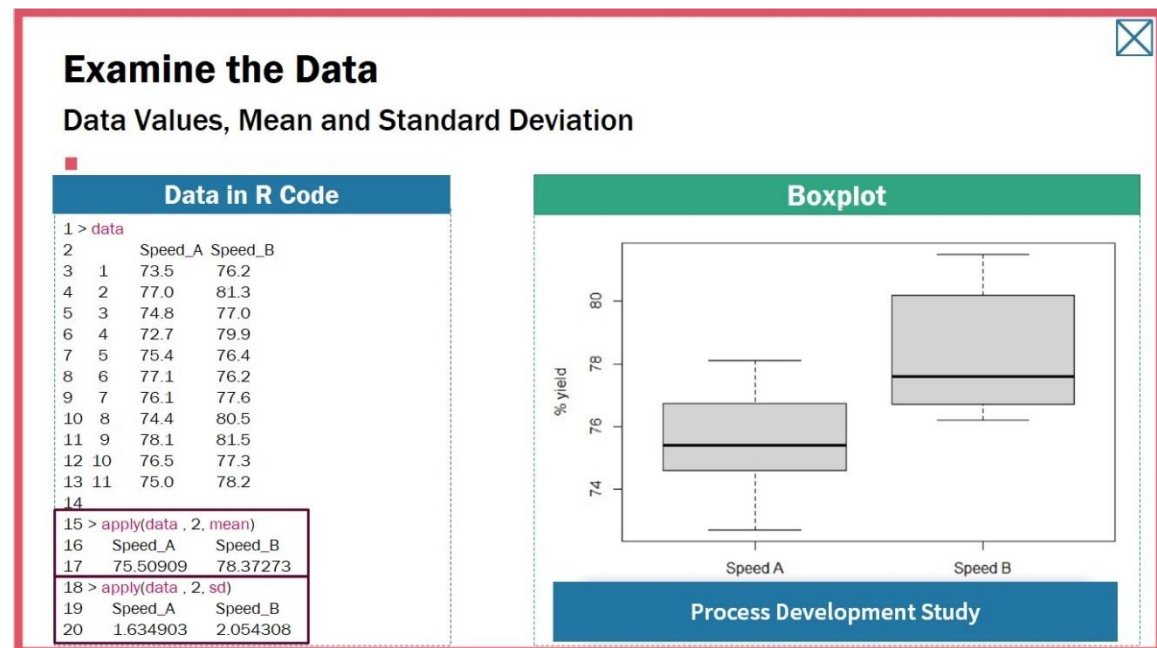 Examine the Data
Data Values, Mean and Standard Deviation
Data in R Code
1 > data
2 Speed_A Speed_B
3 1 73.5 76.2
4 2 77.0 81.3
5 3 74.8 77.0
6 4 72.7 79.9
7 5 75.4 76.4
8 6 77.1 76.2
9 7 76.1 77.6
10 8 74.4 80.5
11 9 78.1 81.5
12 10 76.5 77.3
13 11 75.0 78.2
14
15 > apply(data , 2, mean)
16 Speed_A Speed_B
17 75.50909 78.37273
18 > apply(data , 2, sd)
19 Speed_A Speed_B
20 1.634903 2.054308
Boxplot
% yield
80
78
76
74
Speed A Speed B
Process Development Study